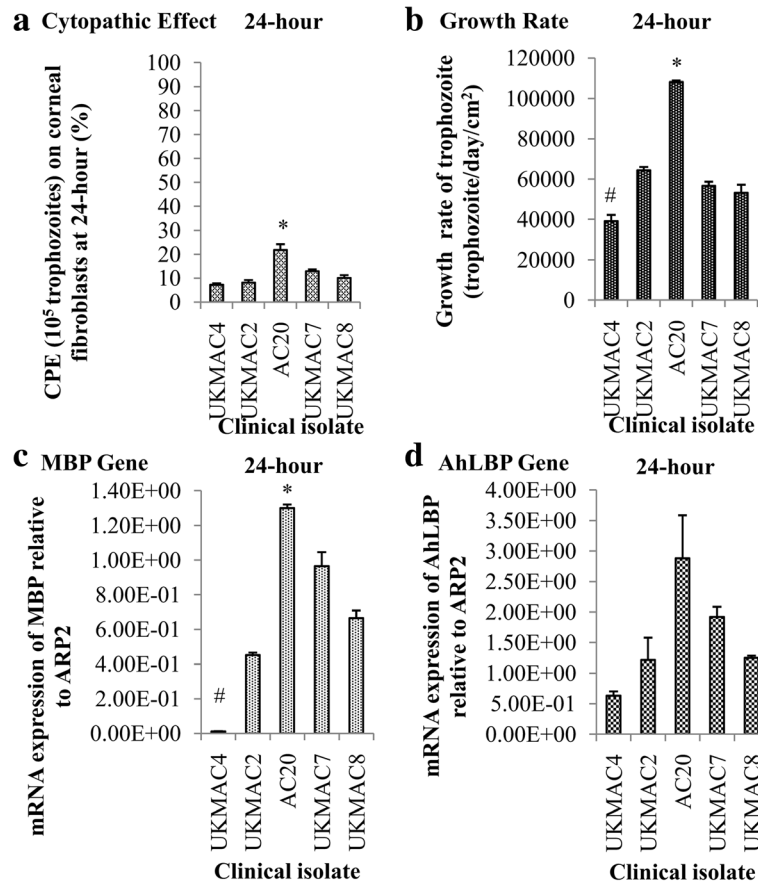 a Cytopathic Effect 24-hour
CPE (10⁵ trophozoites) on corneal
fibroblasts at 24-hour (%)
100
90
80
70
60
50
40
30
20
10
0
*
UKMAC4
UKMAC2
AC20
UKMAC7
UKMAC8
Clinical isolate
b Growth Rate 24-hour
Growth rate of trophozoite
(trophozoite/day/cm²)
120000
100000
80000
60000
40000
20000
0
#
*
UKMAC4
UKMAC2
AC20
UKMAC7
UKMAC8
Clinical isolate
c MBP Gene 24-hour
mRNA expression of MBP relative
to ARP2
1.40E+00
1.20E+00
1.00E+00
8.00E-01
6.00E-01
4.00E-01
2.00E-01
0.00E+00
#
*
UKMAC4
UKMAC2
AC20
UKMAC7
UKMAC8
Clinical isolate
d AhLBP Gene 24-hour
mRNA expression of AhLBP
relative to ARP2
4.00E+00
3.50E+00
3.00E+00
2.50E+00
2.00E+00
1.50E+00
1.00E+00
5.00E-01
0.00E+00
UKMAC4
UKMAC2
AC20
UKMAC7
UKMAC8
Clinical isolate